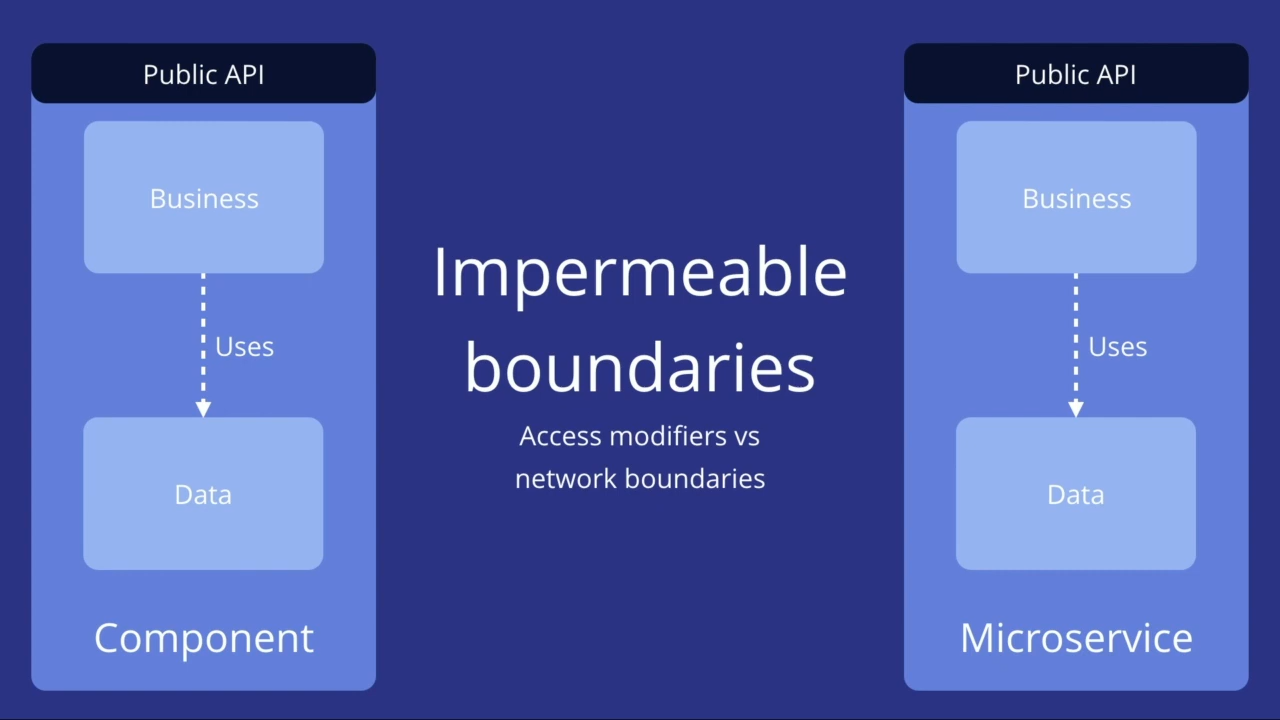 Public API
Business
Uses
Data
Component
Impermeable
boundaries
Access modifiers vs
network boundaries
Public API
Business
Uses
Data
Microservice